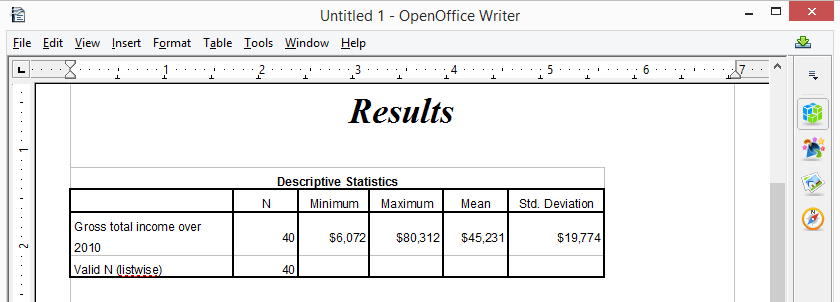 Untitled 1 - OpenOffice Writer
File Edit View Insert Format Table Tools Window Help
1 2 3 4 5 6 7
Results
1
Descriptive Statistics
N Minimum Maximum Mean Std. Deviation
Gross total income over
2010
40 $6,072 $80,312 $45,231 $19,774
2
Valid N (listwise) 40